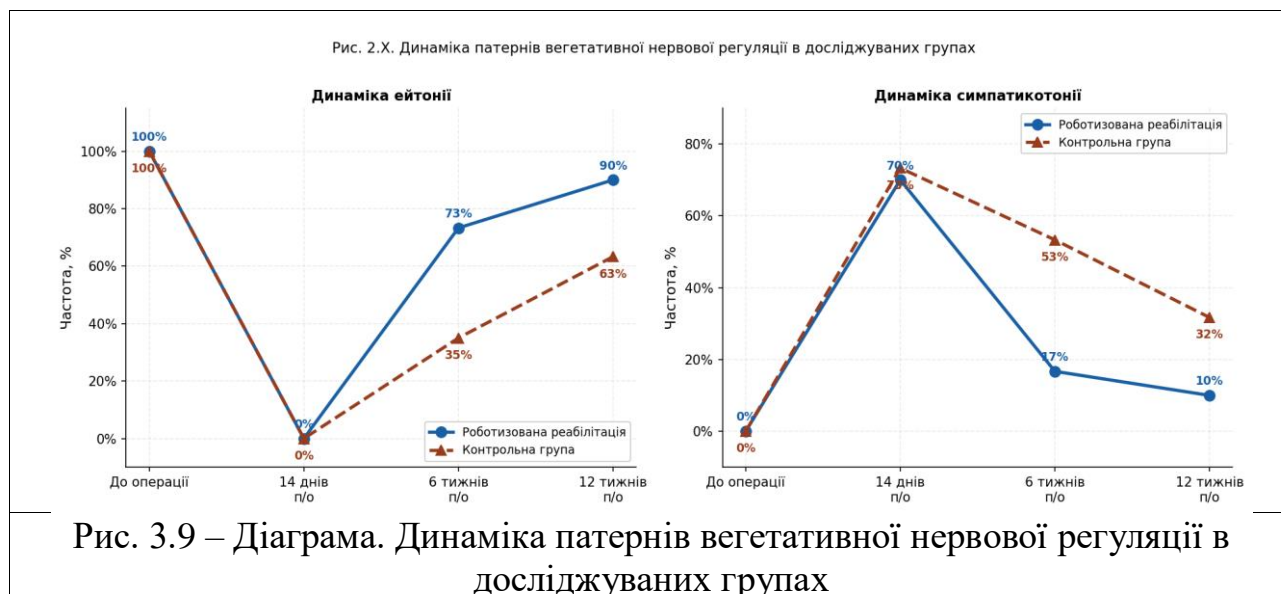 Рис. 2.X. Динаміка патернів вегетативної нервової регуляції в досліджуваних групах
Динаміка ейтонії
Частота, %
100%
80%
60%
40%
20%
0%
100%
100%
0%
0%
73%
35%
90%
63%
Роботизована реабілітація
Контрольна група
До операції
14 днів
п/о
6 тижнів
п/о
12 тижнів
п/о
Динаміка симпатикотонії
Частота, %
80%
60%
40%
20%
0%
Роботизована реабілітація
Контрольна група
0%
0%
70%
17%
53%
10%
32%
До операції
14 днів
п/о
6 тижнів
п/о
12 тижнів
п/о
Рис. 3.9 – Діаграма. Динаміка патернів вегетативної нервової регуляції в
досліджуваних групах